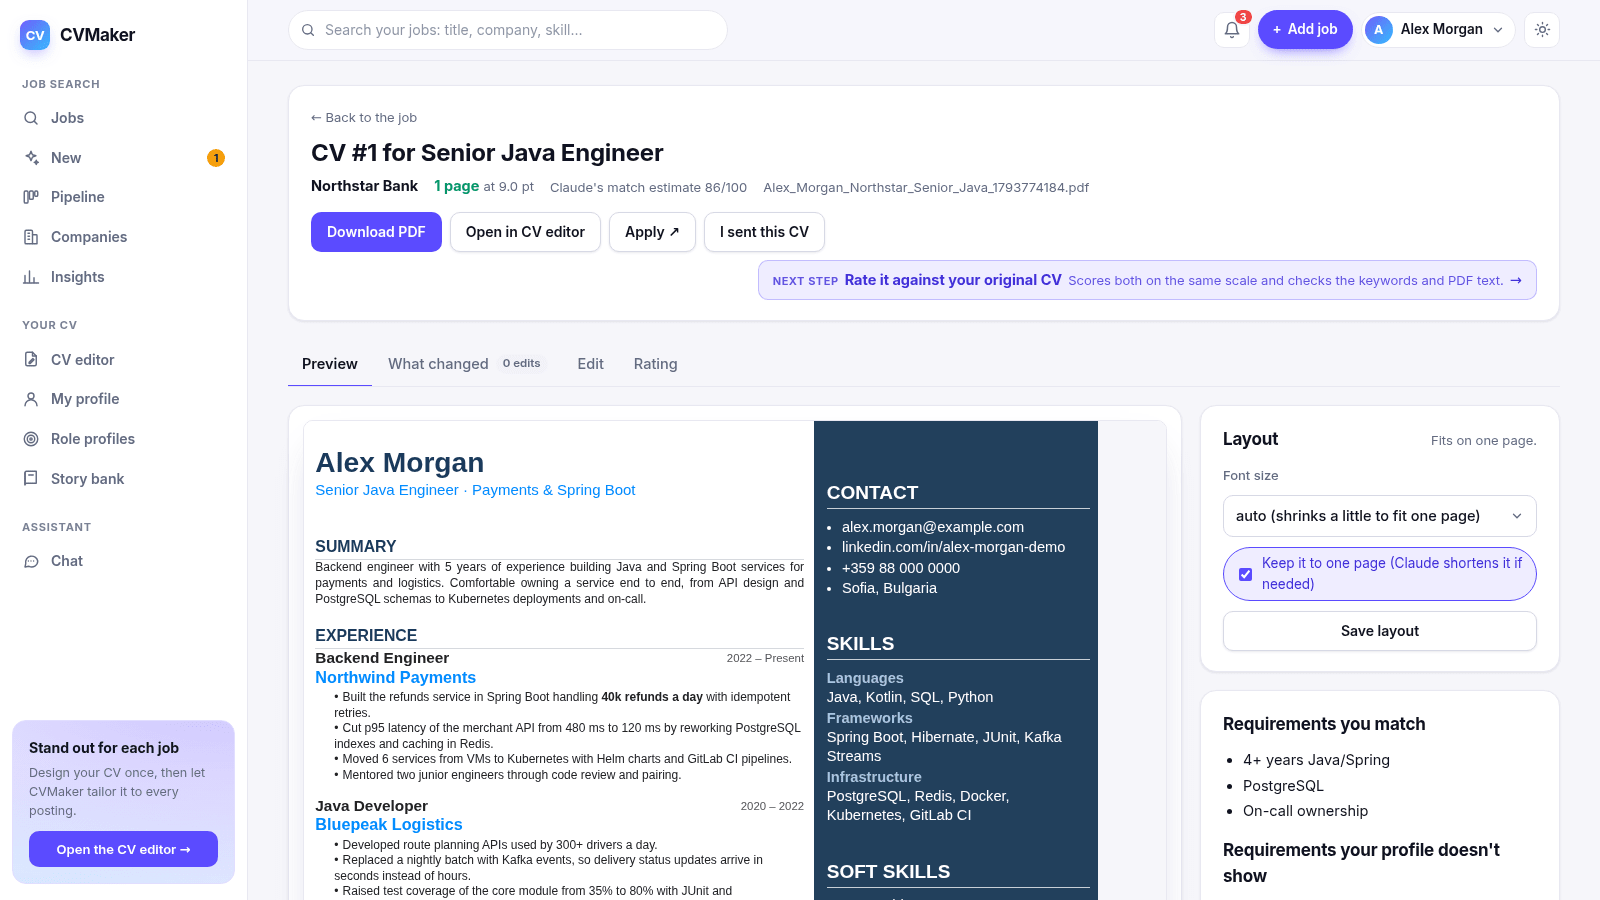 CV CVMaker
Search your jobs: title, company, skill...
3
+ Add job
A Alex Morgan
JOB SEARCH
Jobs
New 1
Pipeline
Companies
Insights
YOUR CV
CV editor
My profile
Role profiles
Story bank
ASSISTANT
Chat
Stand out for each job
Design your CV once, then let
CVMaker tailor it to every
posting.
Open the CV editor →
← Back to the job
CV #1 for Senior Java Engineer
Northstar Bank 1 page at 9.0 pt Claude's match estimate 86/100 Alex_Morgan_Northstar_Senior_Java_1793774184.pdf
Download PDF Open in CV editor Apply ↗ I sent this CV
NEXT STEP Rate it against your original CV Scores both on the same scale and checks the keywords and PDF text. →
Preview What changed 0 edits Edit Rating
Alex Morgan
Senior Java Engineer · Payments & Spring Boot
SUMMARY
Backend engineer with 5 years of experience building Java and Spring Boot services for
payments and logistics. Comfortable owning a service end to end, from API design and
PostgreSQL schemas to Kubernetes deployments and on-call.
EXPERIENCE
Backend Engineer 2022 – Present
Northwind Payments
• Built the refunds service in Spring Boot handling 40k refunds a day with idempotent
retries.
• Cut p95 latency of the merchant API from 480 ms to 120 ms by reworking PostgreSQL
indexes and caching in Redis.
• Moved 6 services from VMs to Kubernetes with Helm charts and GitLab CI pipelines.
• Mentored two junior engineers through code review and pairing.
Java Developer 2020 – 2022
Bluepeak Logistics
• Developed route planning APIs used by 300+ drivers a day.
• Replaced a nightly batch with Kafka events, so delivery status updates arrive in
seconds instead of hours.
• Raised test coverage of the core module from 35% to 80% with JUnit and
CONTACT
• alex.morgan@example.com
• linkedin.com/in/alex-morgan-demo
• +359 88 000 0000
• Sofia, Bulgaria
SKILLS
Languages
Java, Kotlin, SQL, Python
Frameworks
Spring Boot, Hibernate, JUnit, Kafka
Streams
Infrastructure
PostgreSQL, Redis, Docker,
Kubernetes, GitLab CI
SOFT SKILLS
Layout Fits on one page.
Font size
auto (shrinks a little to fit one page)
Keep it to one page (Claude shortens it if
needed)
Save layout
Requirements you match
• 4+ years Java/Spring
• PostgreSQL
• On-call ownership
Requirements your profile doesn't
show